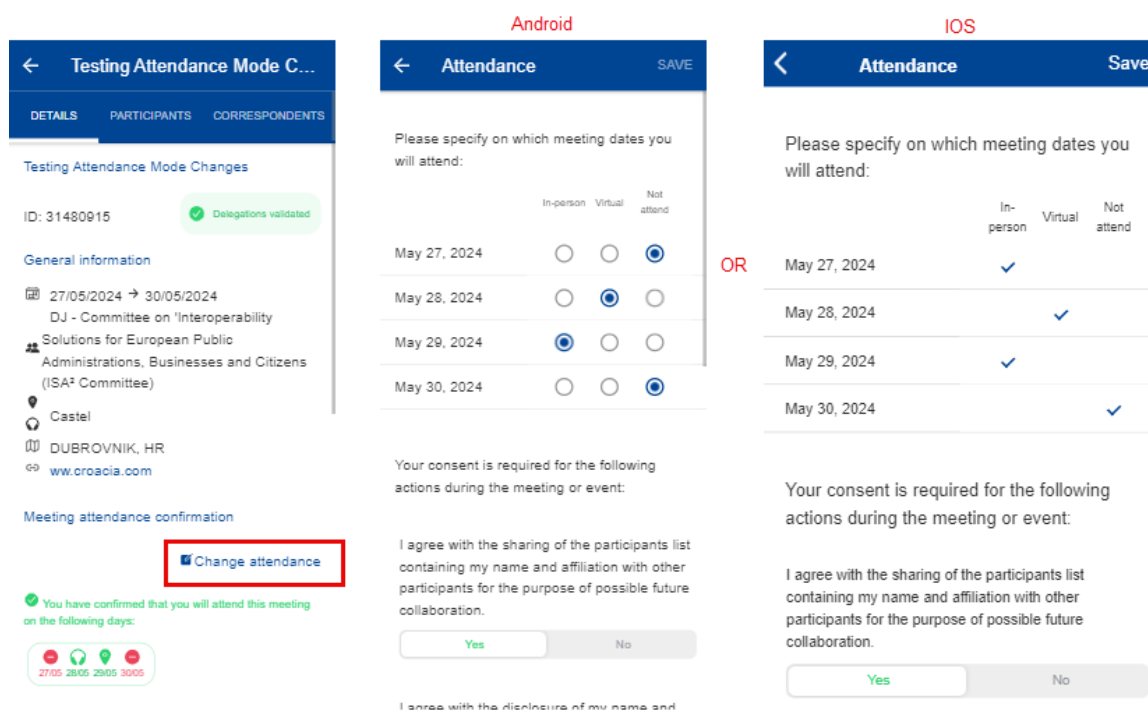 Android
IOS
Testing Attendance Mode C...
DETAILS PARTICIPANTS CORRESPONDENTS
Testing Attendance Mode Changes
ID: 31480915
Delegations validated
General information
27/05/2024 → 30/05/2024
DJ - Committee on 'Interoperability
Solutions for European Public
Administrations, Businesses and Citizens
(ISA² Committee)
Castel
DUBROVNIK, HR
ww.croacia.com
Meeting attendance confirmation
Change attendance
You have confirmed that you will attend this meeting
on the following days:
27/05 28/05 29/05 30/05
Attendance SAVE
Please specify on which meeting dates you
will attend:
In-person Virtual Not
attend
May 27, 2024
May 28, 2024
May 29, 2024
May 30, 2024
Your consent is required for the following
actions during the meeting or event:
I agree with the sharing of the participants list
containing my name and affiliation with other
participants for the purpose of possible future
collaboration.
Yes No
I agree with the disclosure of my name and
OR
Attendance Save
Please specify on which meeting dates you
will attend:
In-
person Virtual Not
attend
May 27, 2024
May 28, 2024
May 29, 2024
May 30, 2024
Your consent is required for the following
actions during the meeting or event:
I agree with the sharing of the participants list
containing my name and affiliation with other
participants for the purpose of possible future
collaboration.
Yes No